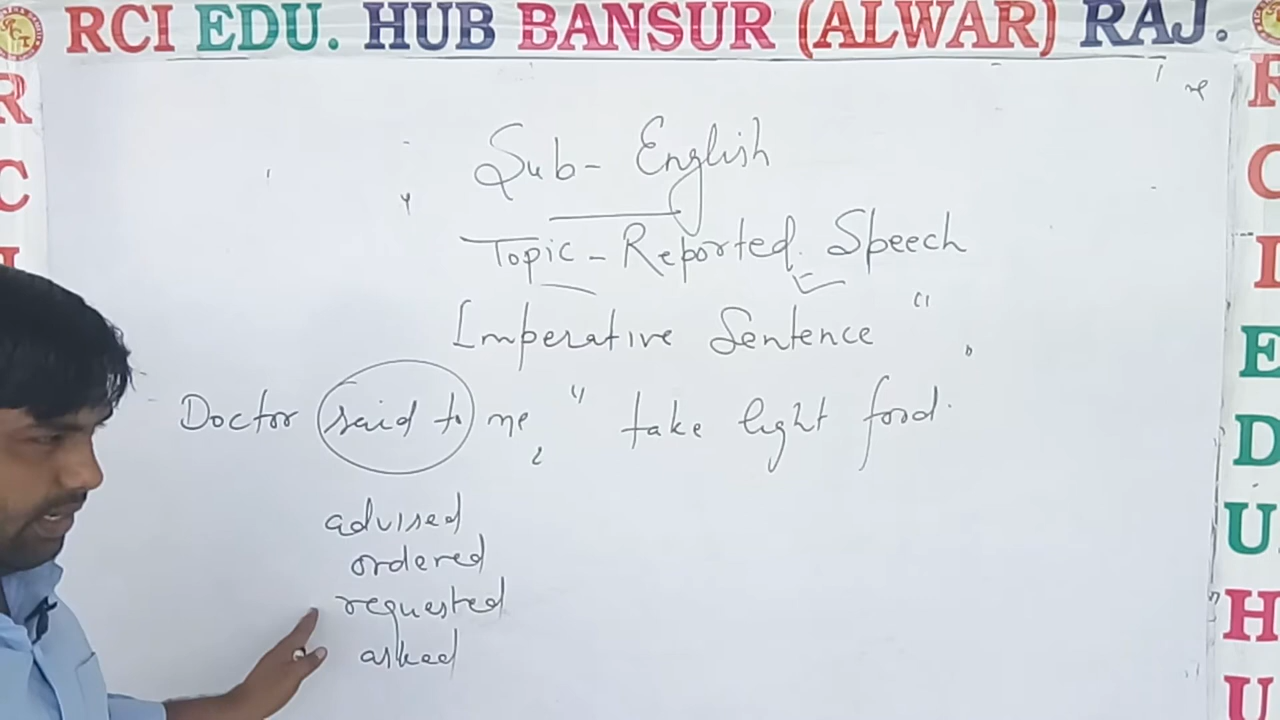 RCI EDU. HUB BANSUR (ALWAR) RAJ.
Sub- English
Topic - Reported Speech
Imperative Sentence "
Doctor said to me, " take light food.
advised
ordered
requested
asked
R
C
I
R
C
I
E
D
U.
H
U